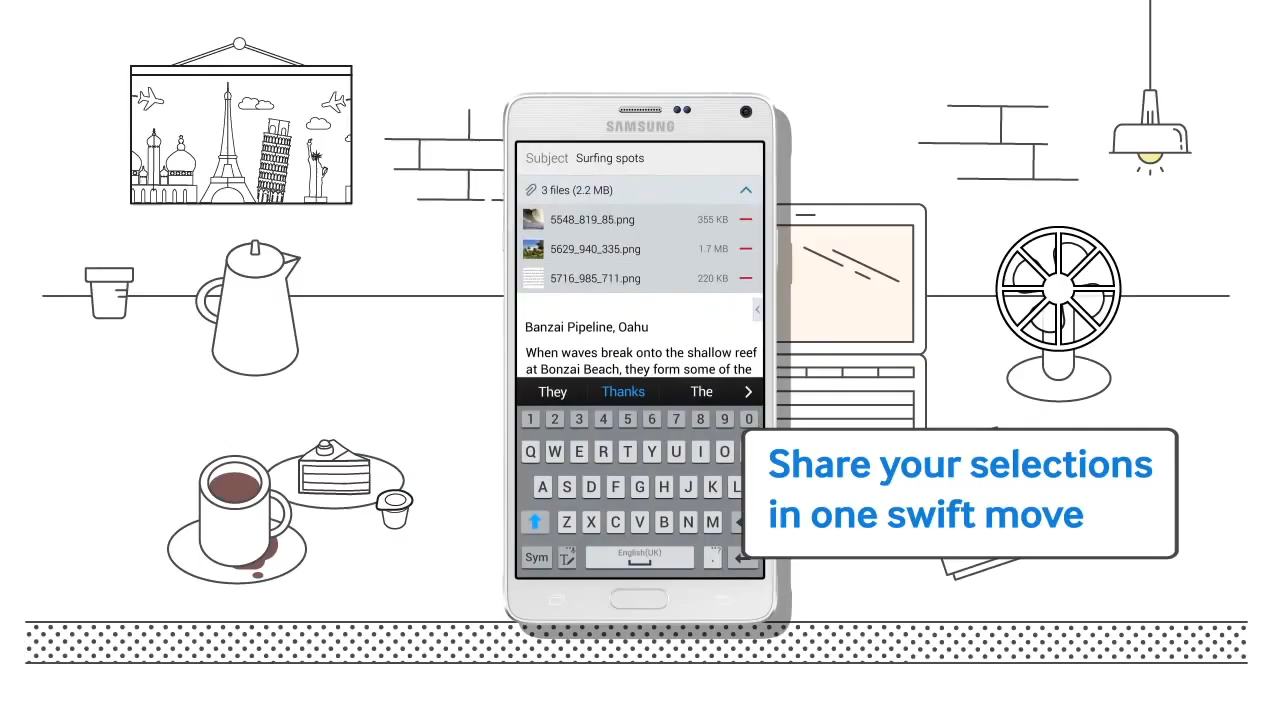 SAMSUNG
Subject Surfing spots
3 files (2.2 MB)
5548_819_85.png 355 KB
5629_940_335.png 1.7 MB
5716_985_711.png 220 KB
Banzai Pipeline, Oahu
When waves break onto the shallow reef
at Bonzai Beach, they form some of the
They Thanks The
1 2 3 4 5 6 7 8 9 0
Q W E R T Y U I O
A S D F G H J K L
Z X C V B N M
Sym English(UK) .
Share your selections
in one swift move